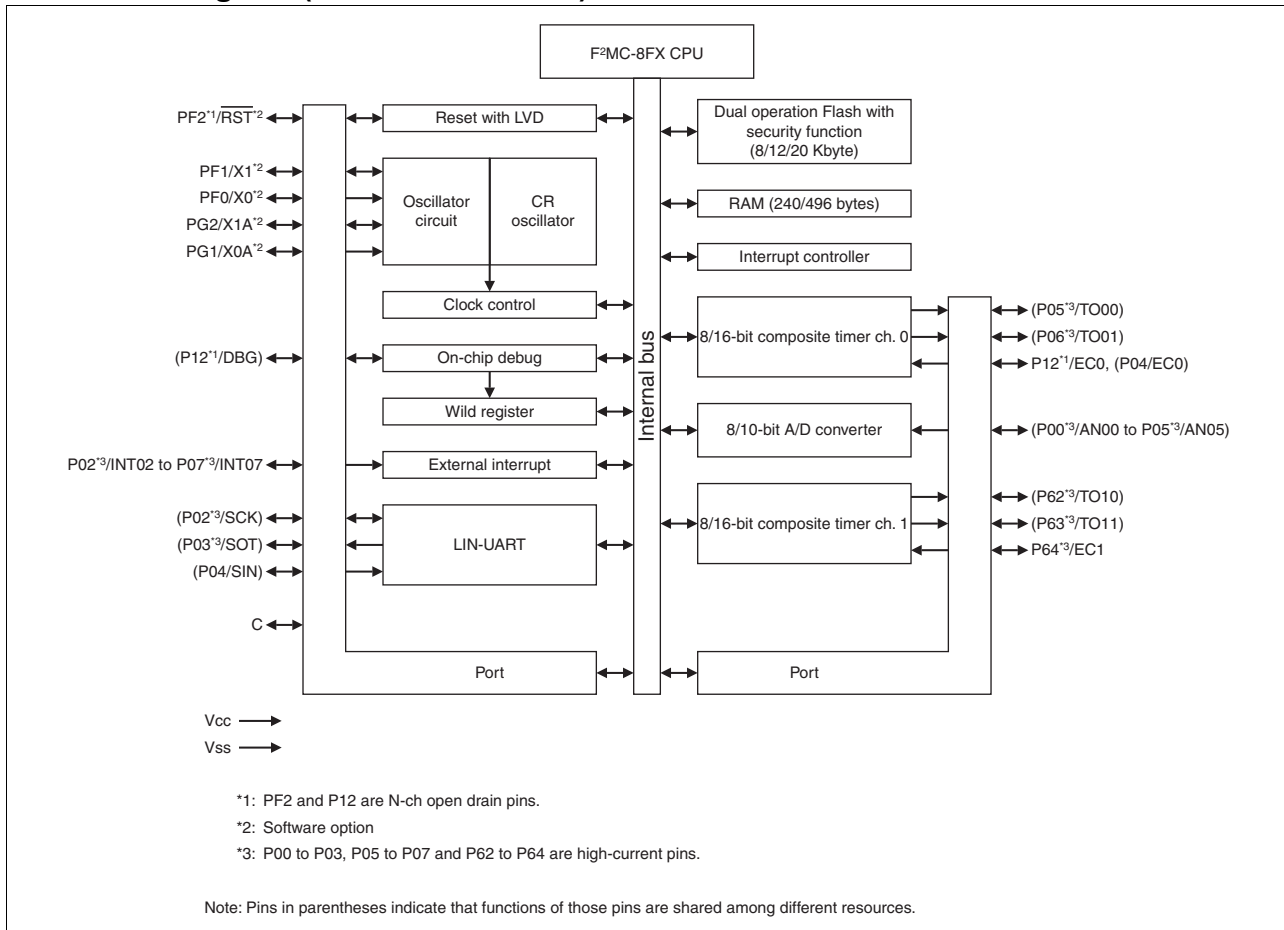 F²MC-8FX CPU
PF2*1/RST*2
Reset with LVD
Dual operation Flash with
security function
(8/12/20 Kbyte)
PF1/X1*2
PF0/X0*2
PG2/X1A*2
PG1/X0A*2
Oscillator
circuit
CR
oscillator
RAM (240/496 bytes)
Interrupt controller
Clock control
(P12*1/DBG)
On-chip debug
Wild register
Internal bus
8/16-bit composite timer ch. 0
(P05*3/TO00)
(P06*3/TO01)
P12*1/EC0, (P04/EC0)
8/10-bit A/D converter
(P00*3/AN00 to P05*3/AN05)
P02*3/INT02 to P07*3/INT07
External interrupt
(P02*3/SCK)
(P03*3/SOT)
(P04/SIN)
LIN-UART
8/16-bit composite timer ch. 1
(P62*3/TO10)
(P63*3/TO11)
P64*3/EC1
C
Port
Port
Vcc
Vss
*1: PF2 and P12 are N-ch open drain pins.
*2: Software option
*3: P00 to P03, P05 to P07 and P62 to P64 are high-current pins.
Note: Pins in parentheses indicate that functions of those pins are shared among different resources.